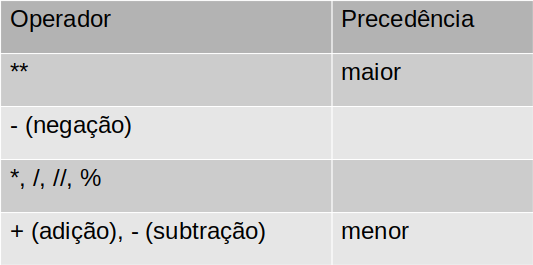 Operador Precedência
** maior
- (negação)
*, /, //, %
+ (adição), - (subtração) menor